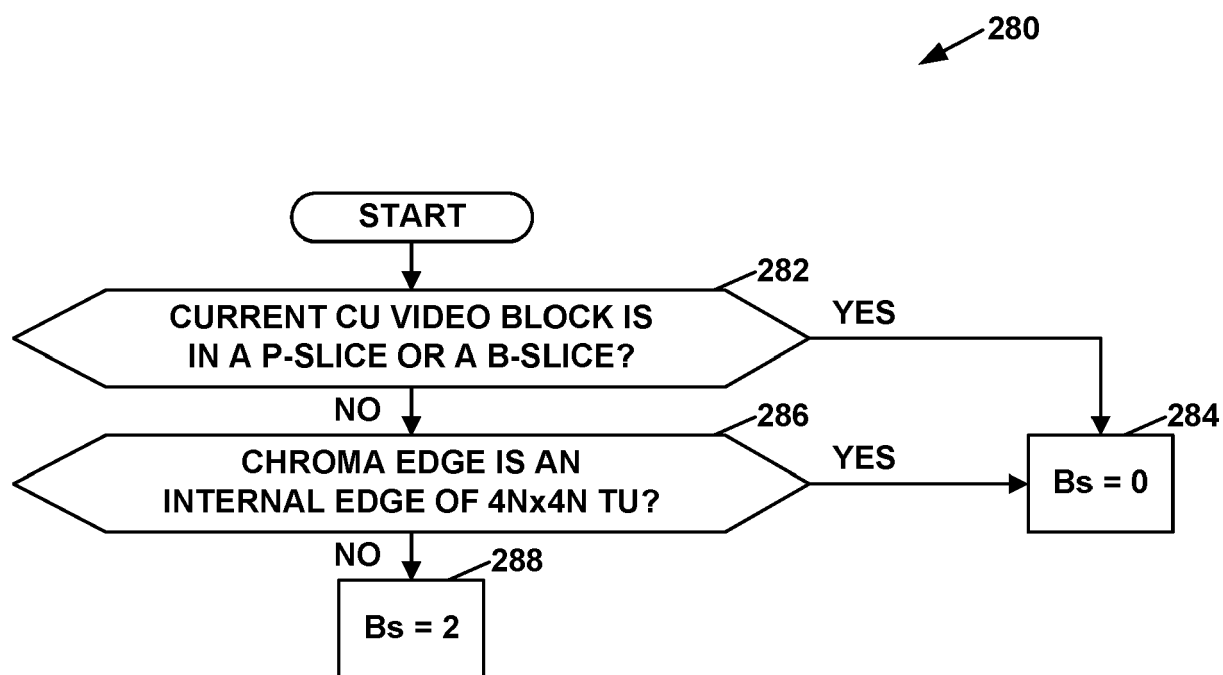 280
START
282
CURRENT CU VIDEO BLOCK IS
IN A P-SLICE OR A B-SLICE?
YES
NO
286
284
CHROMA EDGE IS AN
INTERNAL EDGE OF 4Nx4N TU?
YES
Bs = 0
NO
288
Bs = 2